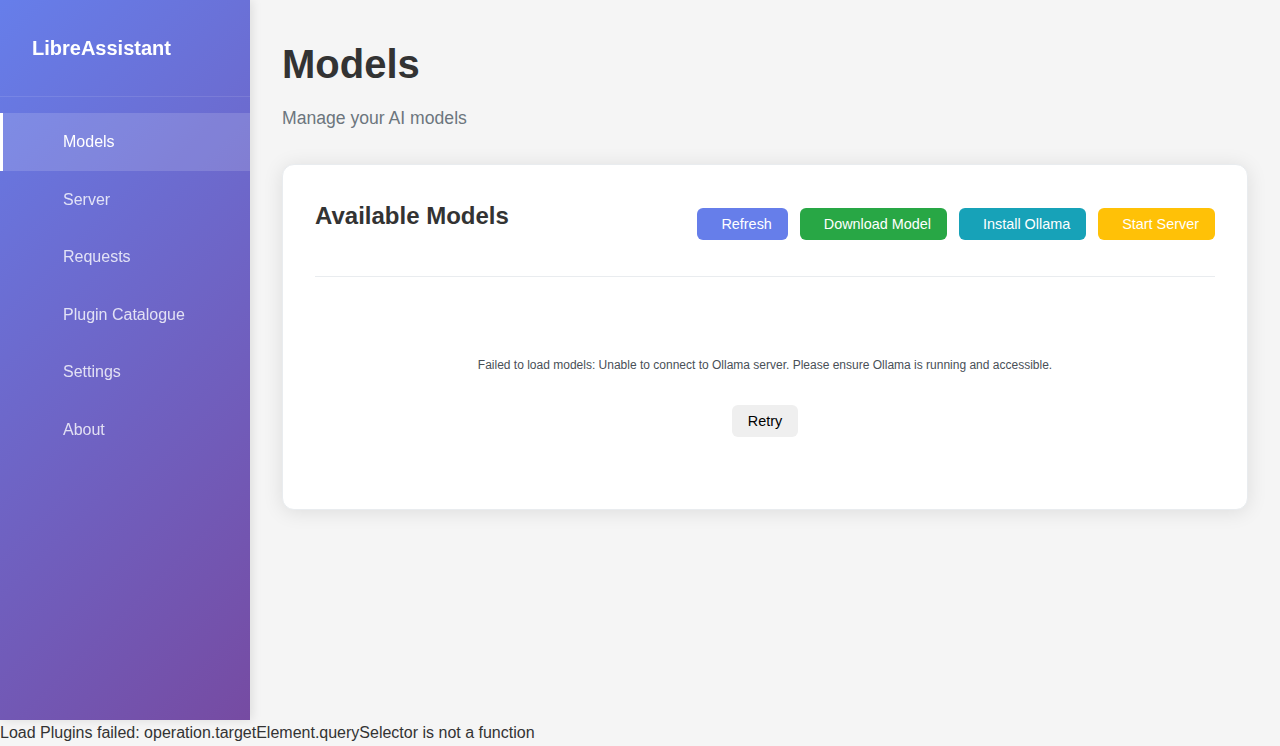 LibreAssistant
Models
Server
Requests
Plugin Catalogue
Settings
About
Models
Manage your AI models
Available Models
Refresh
Download Model
Install Ollama
Start Server
Failed to load models: Unable to connect to Ollama server. Please ensure Ollama is running and accessible.
Retry
Load Plugins failed: operation.targetElement.querySelector is not a function